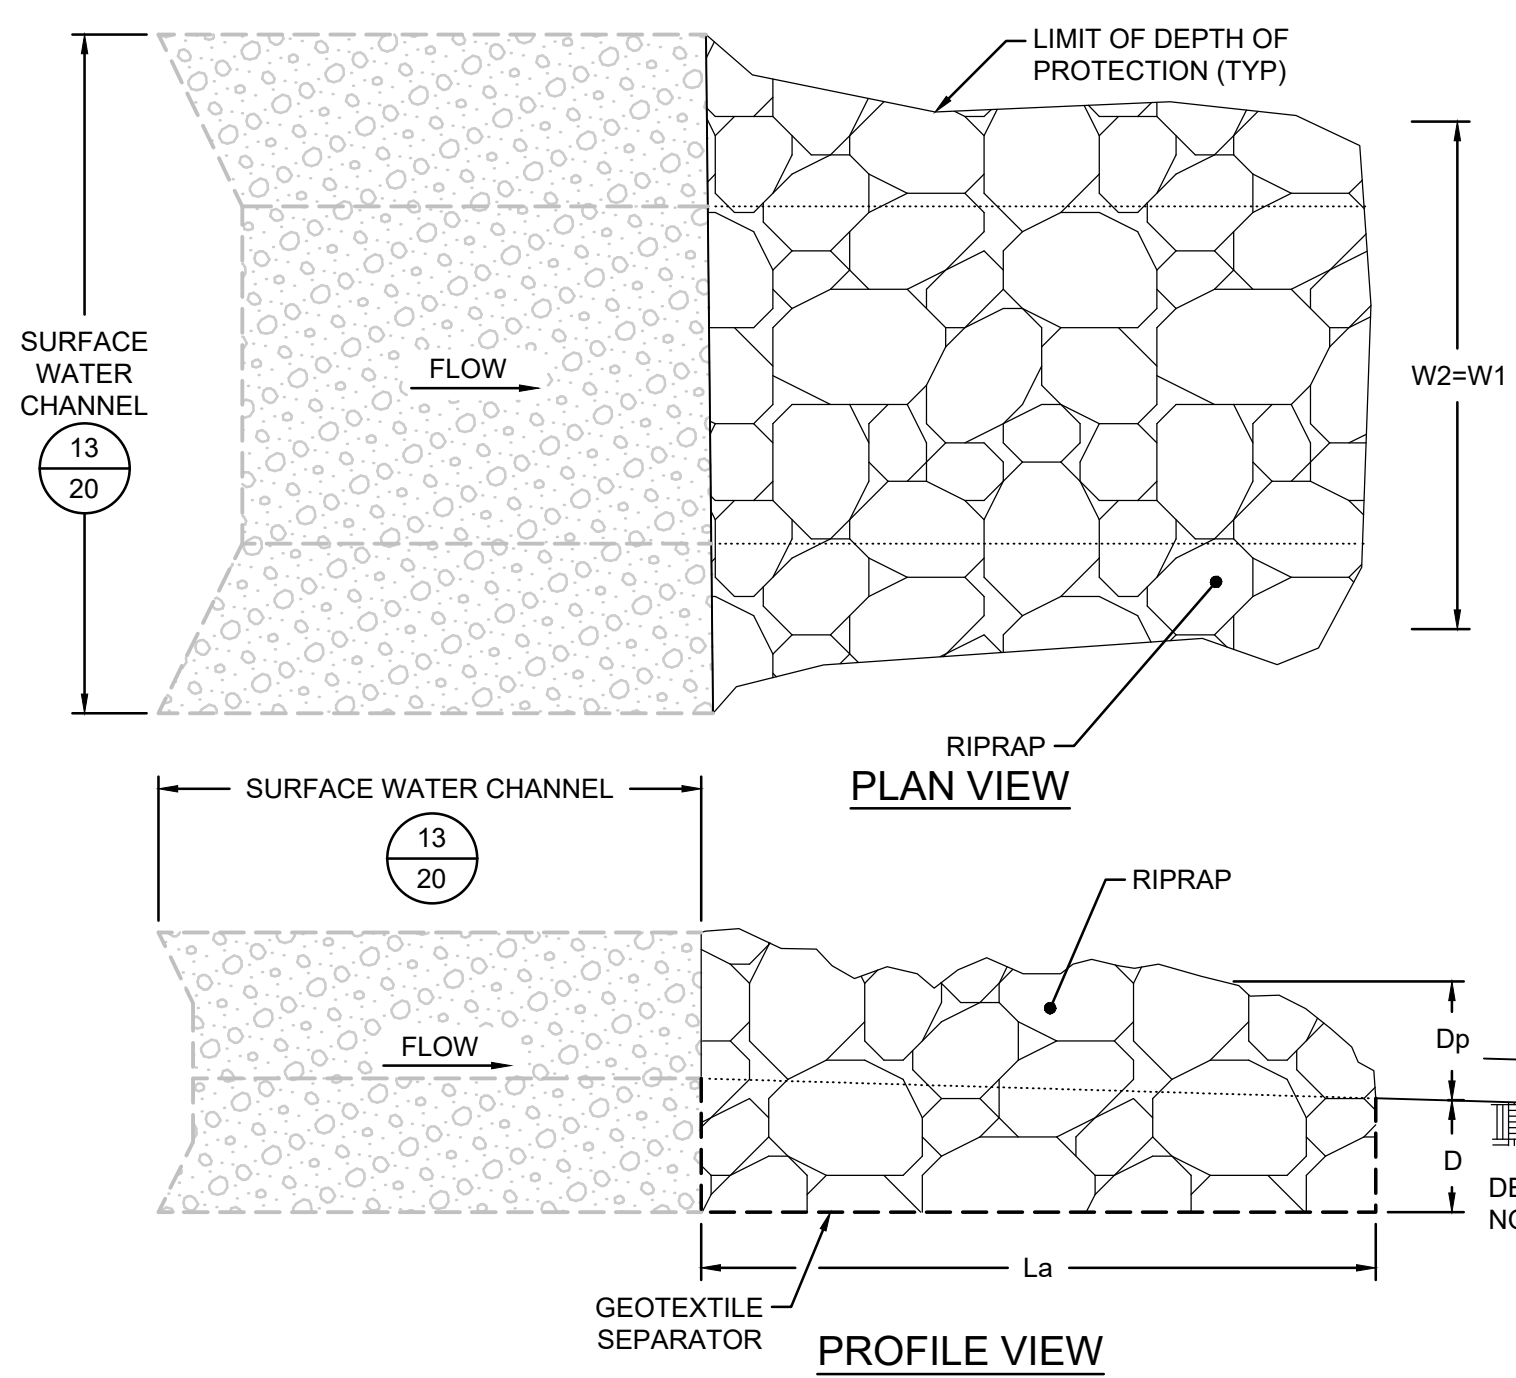 LIMIT OF DEPTH OF
PROTECTION (TYP)
SURFACE
WATER
CHANNEL
13
20
FLOW
W2=W1
RIPRAP
PLAN VIEW
SURFACE WATER CHANNEL
13
20
RIPRAP
FLOW
Dp
D
La
GEOTEXTILE
SEPARATOR
PROFILE VIEW